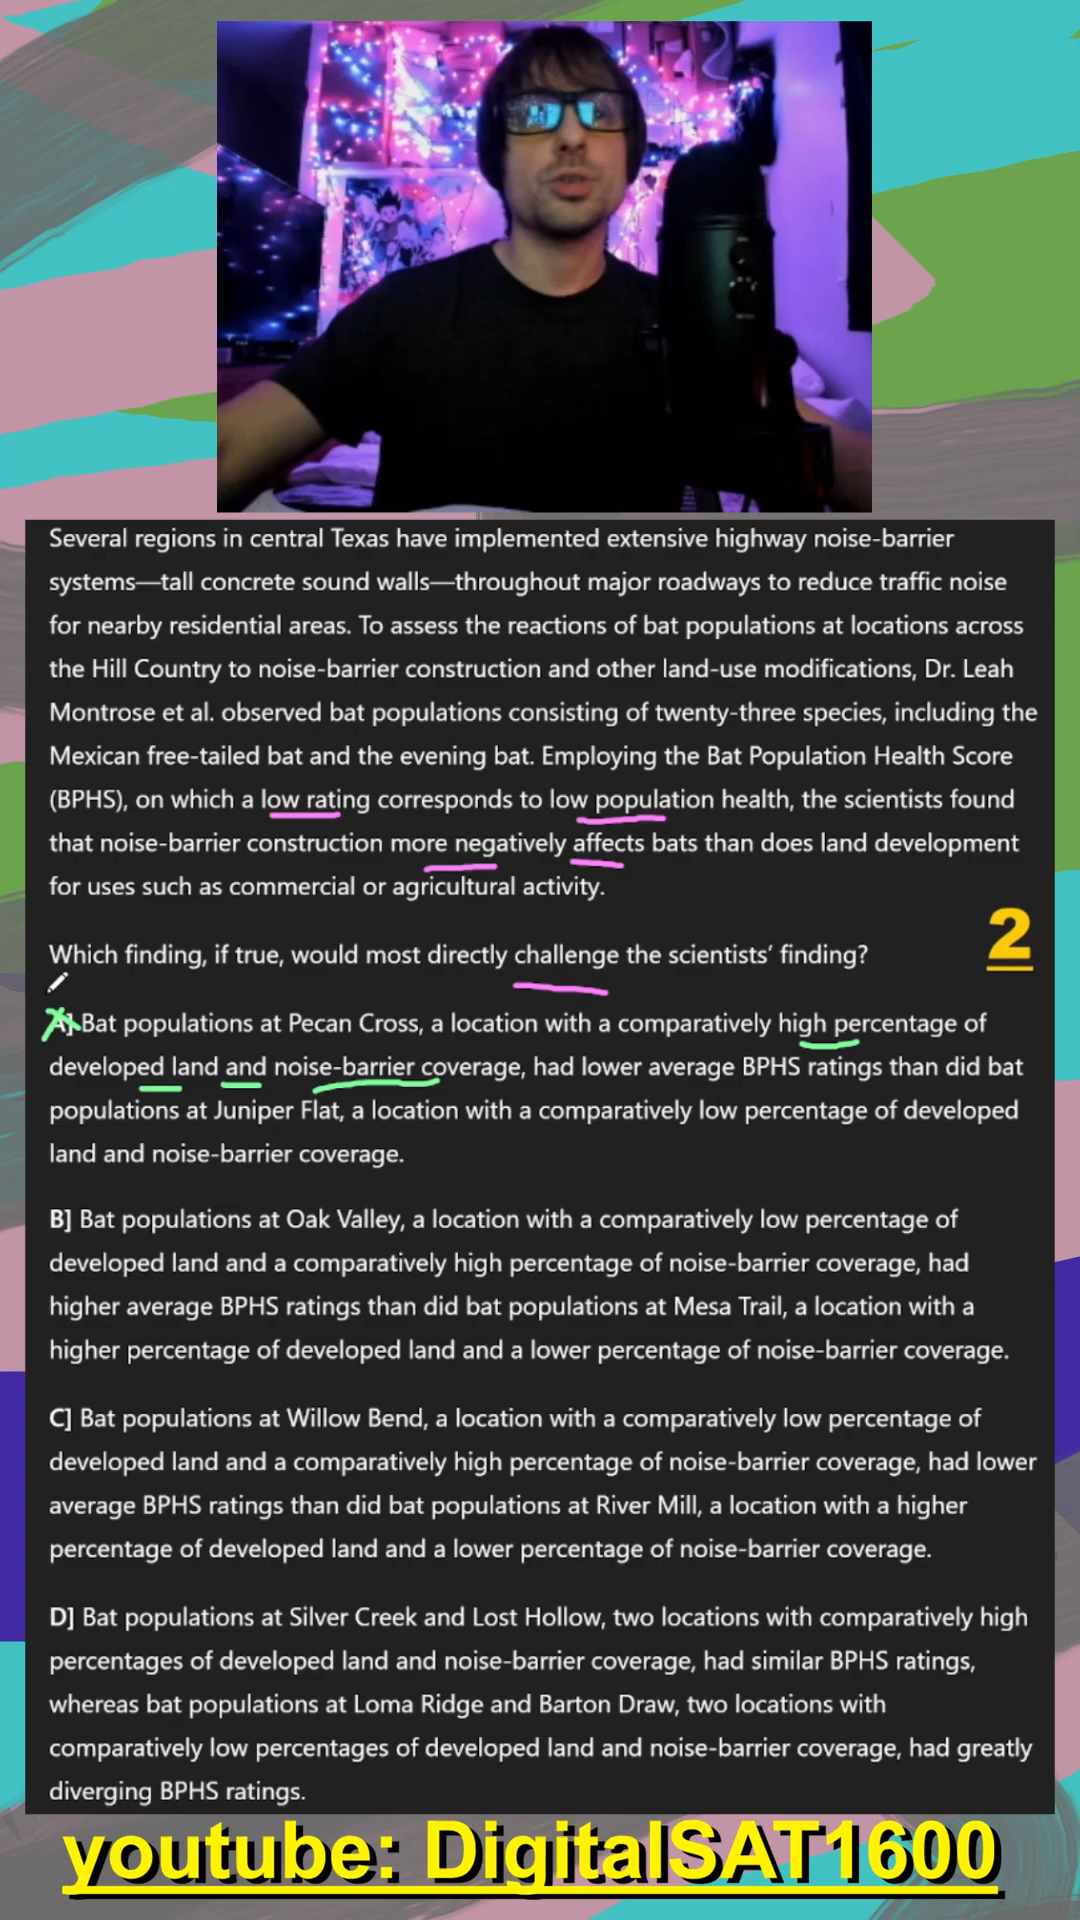 Several regions in central Texas have implemented extensive highway noise-barrier
systems—tall concrete sound walls—throughout major roadways to reduce traffic noise
for nearby residential areas. To assess the reactions of bat populations at locations across
the Hill Country to noise-barrier construction and other land-use modifications, Dr. Leah
Montrose et al. observed bat populations consisting of twenty-three species, including the
Mexican free-tailed bat and the evening bat. Employing the Bat Population Health Score
(BPHS), on which a low rating corresponds to low population health, the scientists found
that noise-barrier construction more negatively affects bats than does land development
for uses such as commercial or agricultural activity.
2
Which finding, if true, would most directly challenge the scientists’ finding?
A] Bat populations at Pecan Cross, a location with a comparatively high percentage of
developed land and noise-barrier coverage, had lower average BPHS ratings than did bat
populations at Juniper Flat, a location with a comparatively low percentage of developed
land and noise-barrier coverage.
B] Bat populations at Oak Valley, a location with a comparatively low percentage of
developed land and a comparatively high percentage of noise-barrier coverage, had
higher average BPHS ratings than did bat populations at Mesa Trail, a location with a
higher percentage of developed land and a lower percentage of noise-barrier coverage.
C] Bat populations at Willow Bend, a location with a comparatively low percentage of
developed land and a comparatively high percentage of noise-barrier coverage, had lower
average BPHS ratings than did bat populations at River Mill, a location with a higher
percentage of developed land and a lower percentage of noise-barrier coverage.
D] Bat populations at Silver Creek and Lost Hollow, two locations with comparatively high
percentages of developed land and noise-barrier coverage, had similar BPHS ratings,
whereas bat populations at Loma Ridge and Barton Draw, two locations with
comparatively low percentages of developed land and noise-barrier coverage, had greatly
diverging BPHS ratings.
youtube: DigitalSAT1600